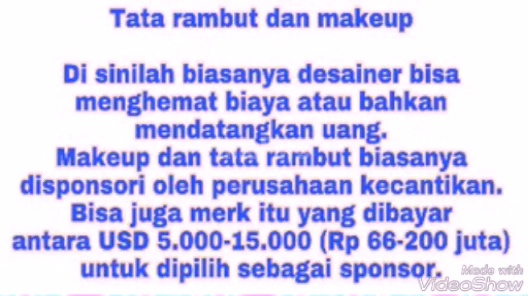 Tata rambut dan makeup
Di sinilah biasanya desainer bisa
menghemat biaya atau bahkan
mendatangkan uang.
Makeup dan tata rambut biasanya
disponsori oleh perusahaan kecantikan.
Bisa juga merk itu yang dibayar
antara USD 5.000-15.000 (Rp 66-200 juta)
untuk dipilih sebagai sponsor.
Made with
VideoShow